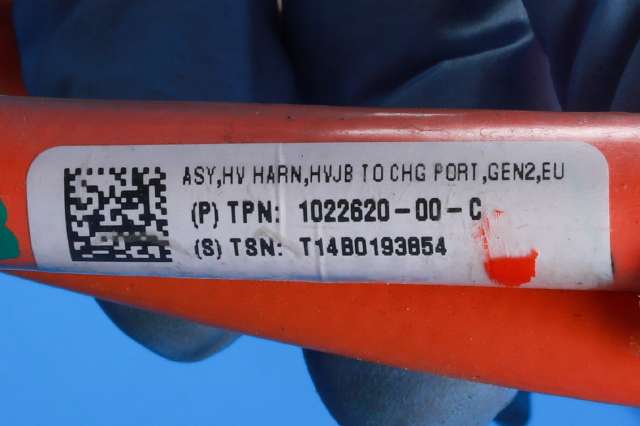 ASY,HV HARN,HVJB TO CHG PORT,GEN2,EU
(P) TPN: 1022620-00-C
(S) TSN: T14B0193854